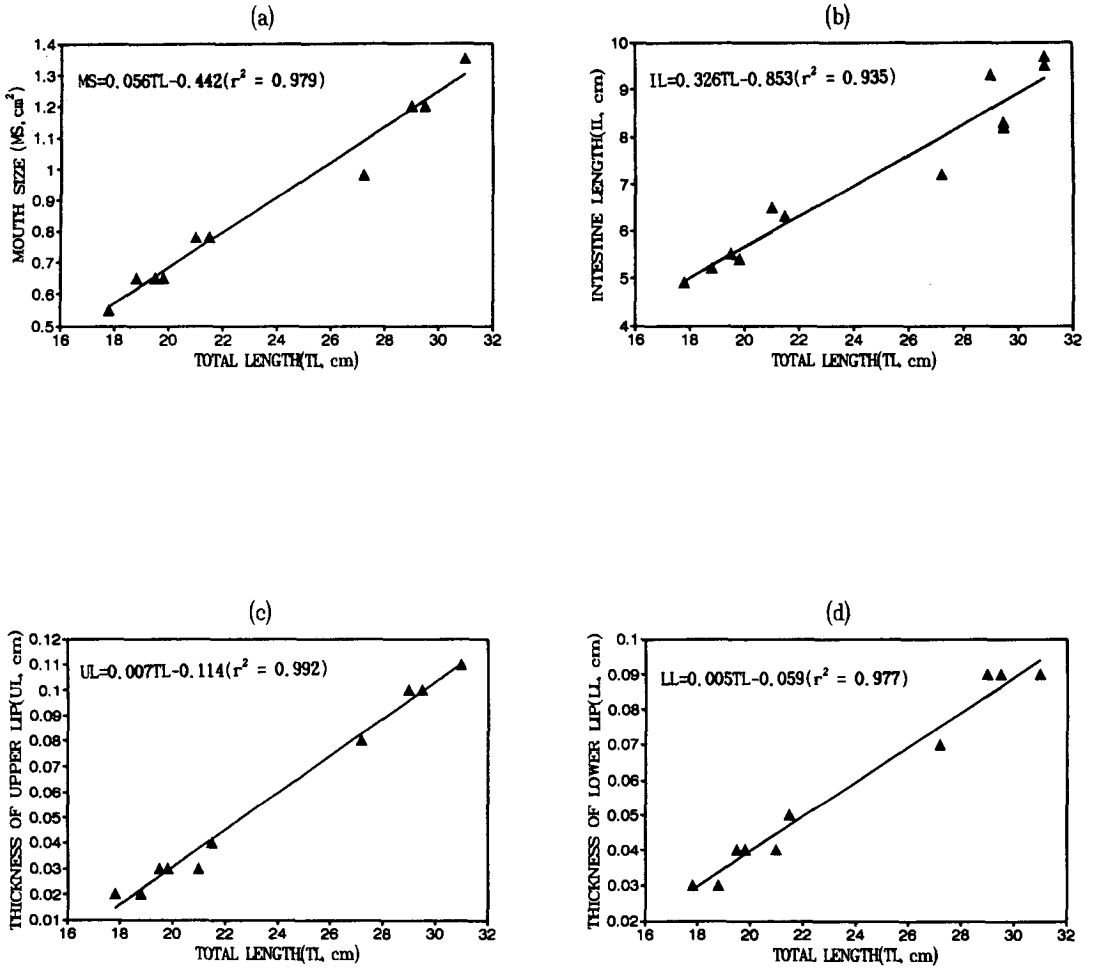 (a)
1.4
1.3
1.2
1.1
1
0.9
0.8
0.7
0.6
0.5
MOUTH SIZE (MS, cm²)
MS=0.056TL-0.442(r² = 0.979)
16 18 20 22 24 26 28 30 32
TOTAL LENGTH(TL, cm)
(b)
10
9
8
7
6
5
4
INTESTINE LENGTH(IL, cm)
IL=0.326TL-0.853(r² = 0.935)
16 18 20 22 24 26 28 30 32
TOTAL LENGTH(TL, cm)
(c)
0.12
0.11
0.1
0.09
0.08
0.07
0.06
0.05
0.04
0.03
0.02
0.01
THICKNESS OF UPPER LIP(UL, cm)
UL=0.007TL-0.114(r² = 0.992)
16 18 20 22 24 26 28 30 32
TOTAL LENGTH(TL, cm)
(d)
0.1
0.09
0.08
0.07
0.06
0.05
0.04
0.03
0.02
THICKNESS OF LOWER LIP(LL, cm)
LL=0.005TL-0.059(r² = 0.977)
16 18 20 22 24 26 28 30 32
TOTAL LENGTH(TL, cm)